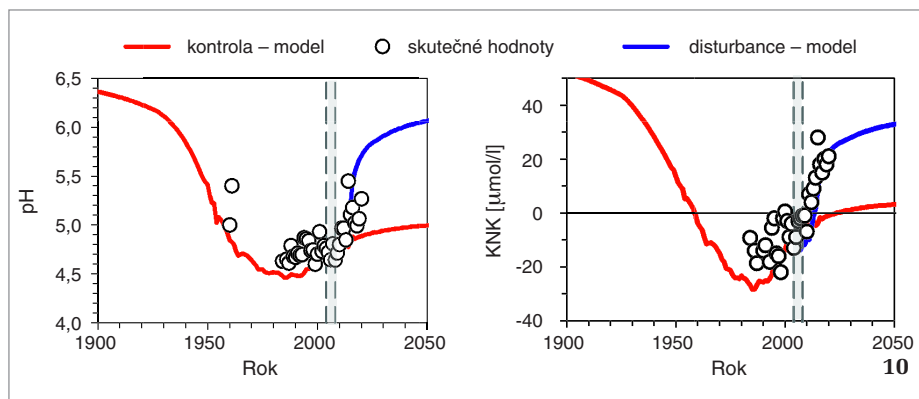 kontrola – model
skutečné hodnoty
disturbance – model
6,5
6,0
5,5
5,0
4,5
4,0
pH
1900
1950
2000
2050
Rok
40
20
0
-20
-40
KNK [µmol/l]
1900
1950
2000
2050
Rok
10